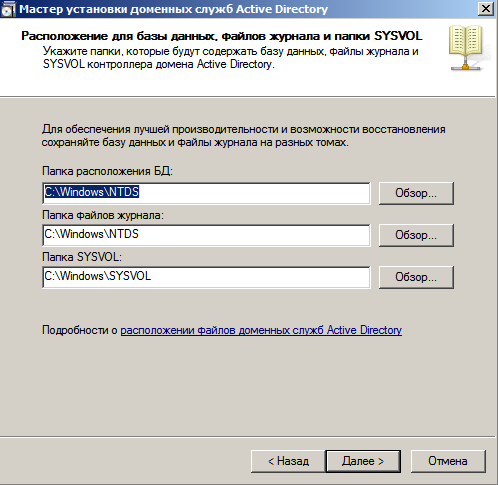 Мастер установки доменных служб Active Directory
Расположение для базы данных, файлов журнала и папки SYSVOL
Укажите папки, которые будут содержать базу данных, файлы журнала и
SYSVOL контроллера домена Active Directory.
Для обеспечения лучшей производительности и возможности восстановления
сохраняйте базу данных и файлы журнала на разных томах.
Папка расположения БД:
C:\Windows\NTDS
Обзор...
Папка файлов журнала:
C:\Windows\NTDS
Обзор...
Папка SYSVOL:
C:\Windows\SYSVOL
Обзор...
Подробности о расположении файлов доменных служб Active Directory
< Назад Далее > Отмена